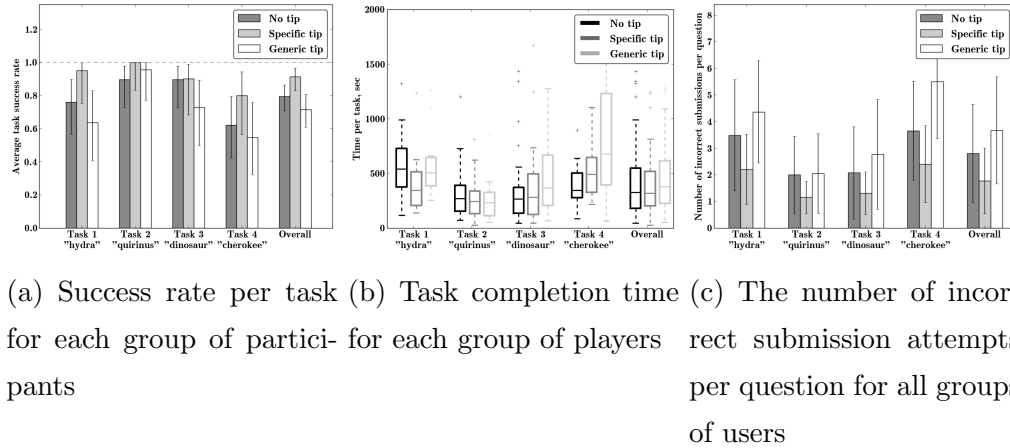 1.2
1.0
0.8
0.6
0.4
0.2
0.0
Average task success rate
No tip
Specific tip
Generic tip
Task 1 Task 2 Task 3 Task 4 Overall
"hydra" "quirinus" "dinosaur" "cherokee"
2000
1500
1000
500
0
Time per task, sec
No tip
Specific tip
Generic tip
Task 1 Task 2 Task 3 Task 4 Overall
"hydra" "quirinus" "dinosaur" "cherokee"
8
7
6
5
4
3
2
1
0
Number of incorrect submissions per question
No tip
Specific tip
Generic tip
Task 1 Task 2 Task 3 Task 4 Overall
"hydra" "quirinus" "dinosaur" "cherokee"
(a) Success rate per task
for each group of partici-
pants
(b) Task completion time
for each group of players
(c) The number of incor-
rect submission attempts
per question for all groups
of users